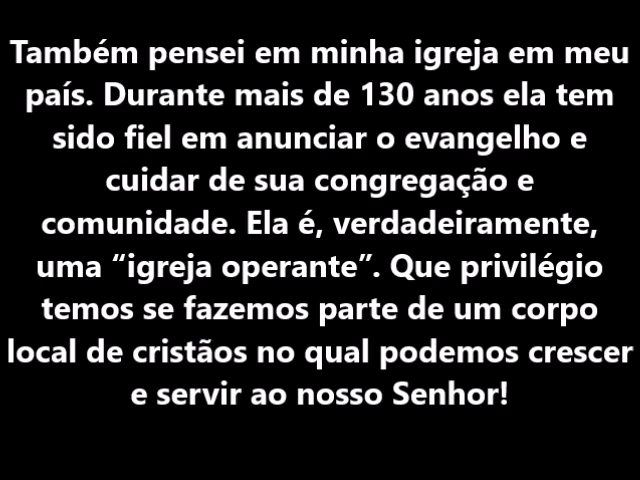 Também pensei em minha igreja em meu
país. Durante mais de 130 anos ela tem
sido fiel em anunciar o evangelho e
cuidar de sua congregação e
comunidade. Ela é, verdadeiramente,
uma “igreja operante”. Que privilégio
temos se fazemos parte de um corpo
local de cristãos no qual podemos crescer
e servir ao nosso Senhor!